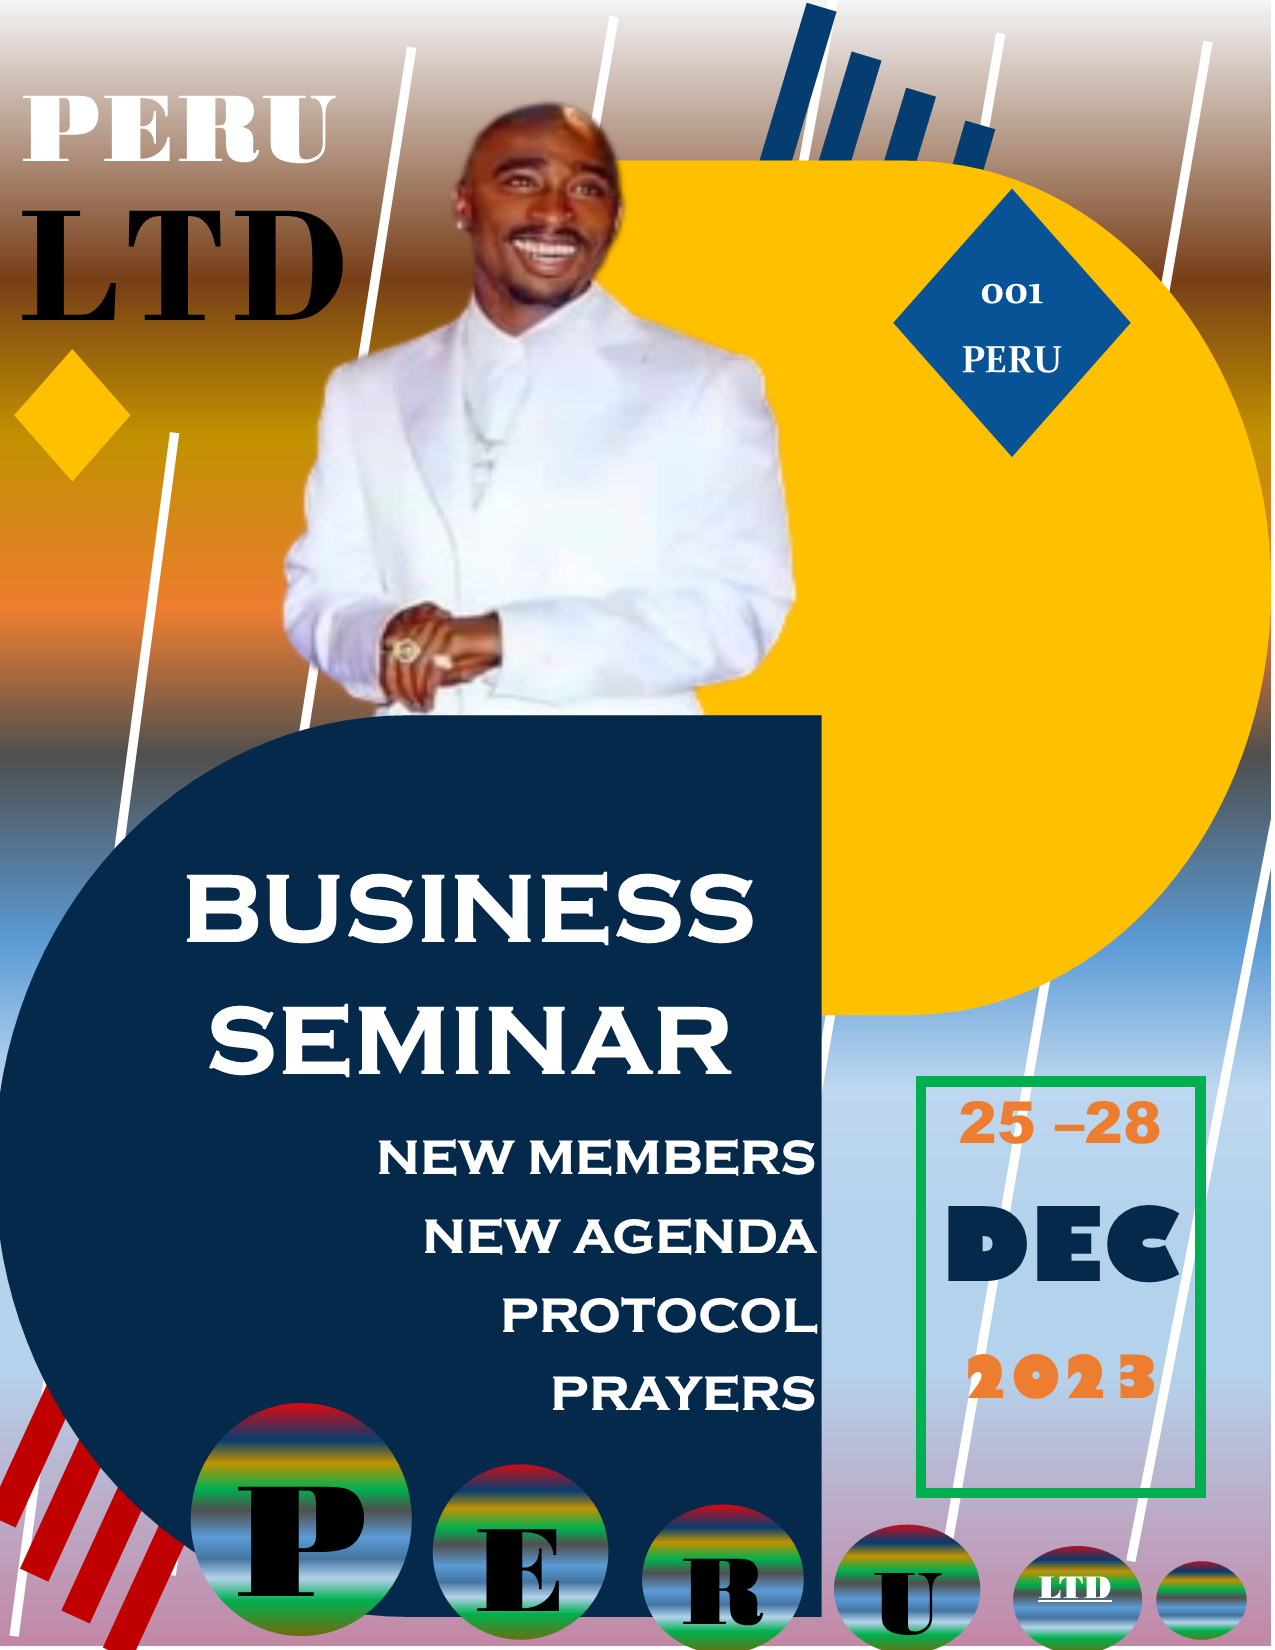 PERU
LTD
001
PERU
BUSINESS
SEMINAR
NEW MEMBERS
NEW AGENDA
PROTOCOL
PRAYERS
25 –28
DEC
2023
P E R U LTD